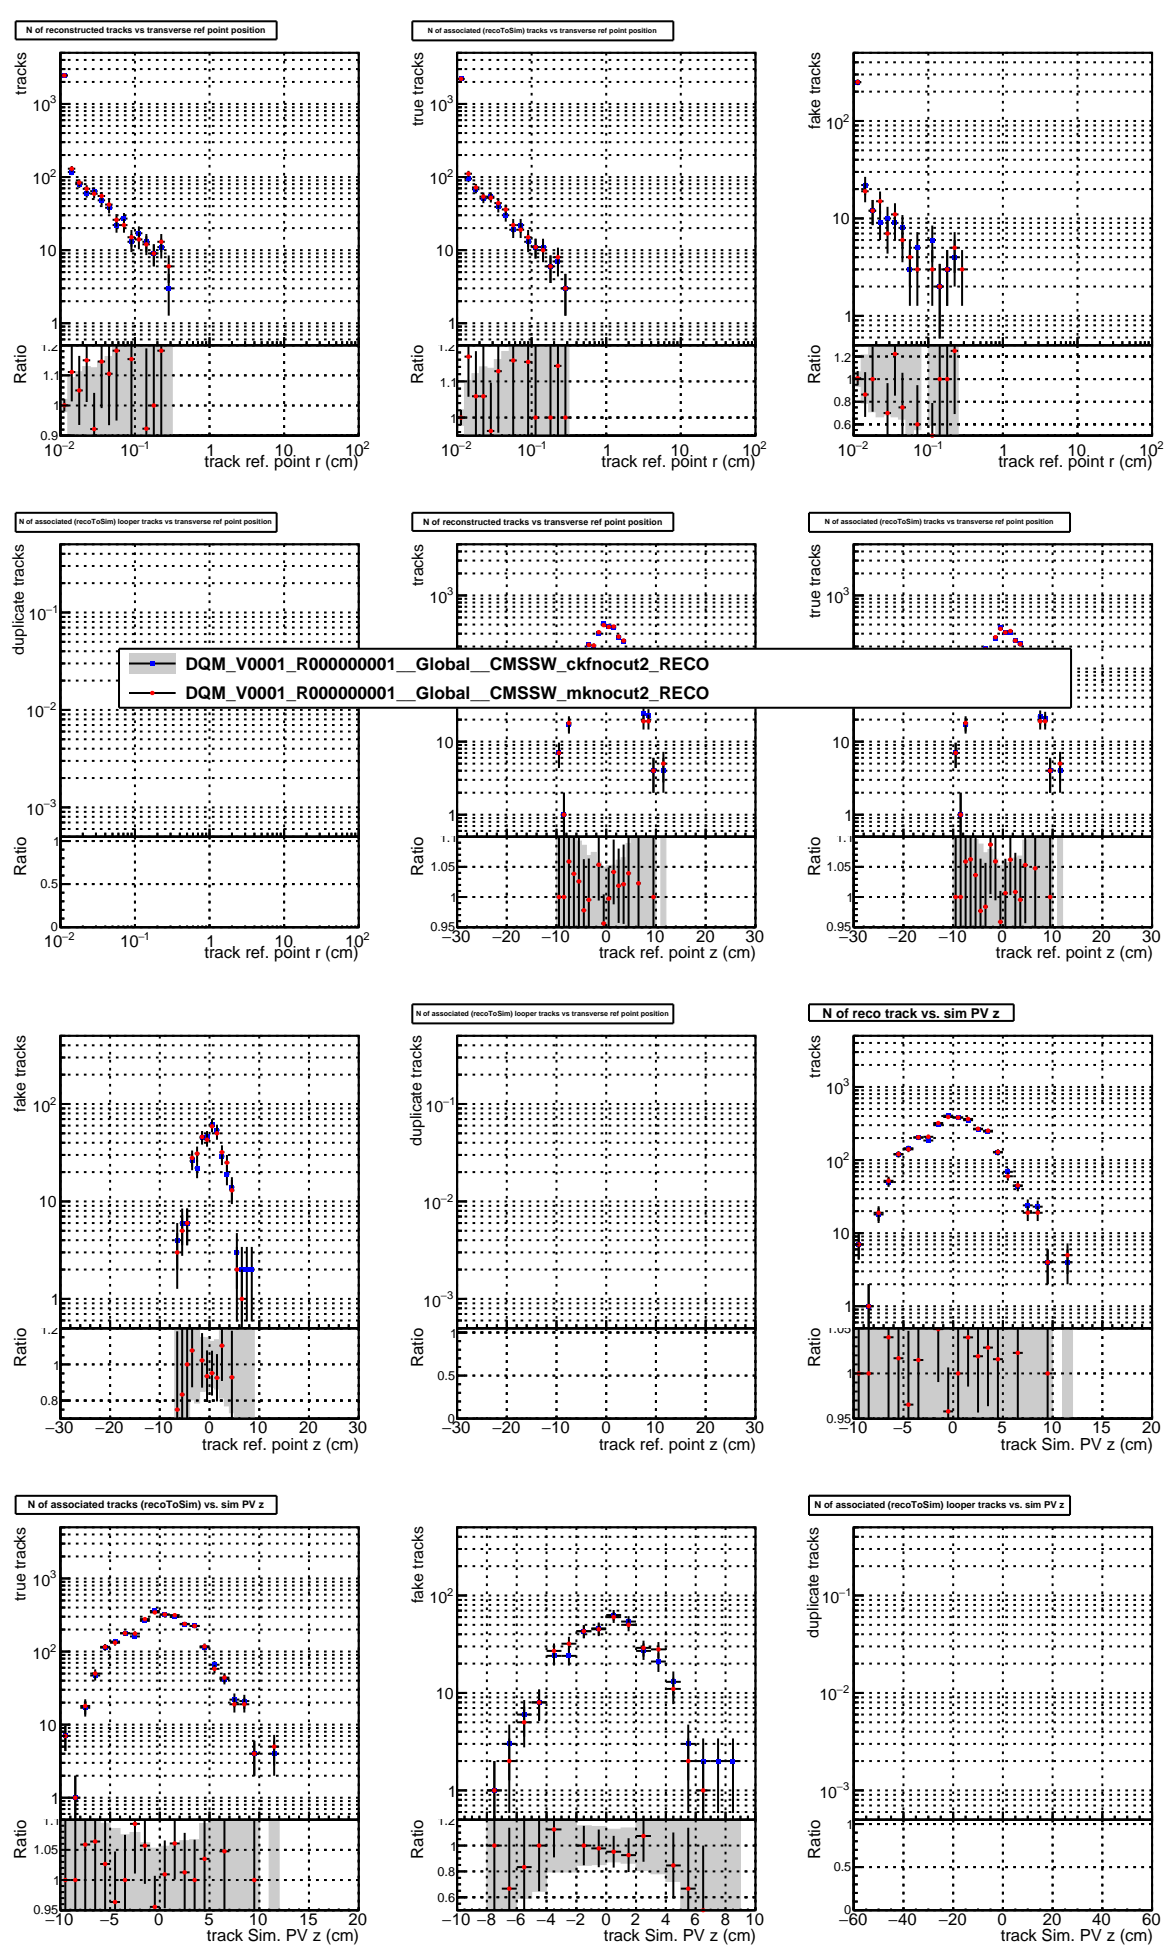 N of reconstructed tracks vs transverse ref point position
N of associated (recoToSim) tracks vs transverse ref point position
tracks
10³
10²
10
1
Ratio
1.2
1.1
1
0.9
10⁻² 10⁻¹ 1 10 10²
track ref. point r (cm)
true tracks
10³
10²
10
1
Ratio
1.2
1.1
1
10⁻² 10⁻¹ 1 10 10²
track ref. point r (cm)
fake tracks
10²
10
1
Ratio
1.2
1
0.8
0.6
10⁻² 10⁻¹ 1 10 10²
track ref. point r (cm)
N of associated (recoToSim) looper tracks vs transverse ref point position
N of reconstructed tracks vs transverse ref point position
N of associated (recoToSim) tracks vs transverse ref point position
duplicate tracks
10⁻¹
10⁻²
10⁻³
Ratio
1
0.5
0
10⁻² 10⁻¹ 1 10 10²
track ref. point r (cm)
tracks
10³
10
1
Ratio
1.1
1.05
1
0.95
−30 −20 −10 0 10 20 30
track ref. point z (cm)
true tracks
10³
10
1
Ratio
1.1
1.05
1
0.95
−30 −20 −10 0 10 20 30
track ref. point z (cm)
DQM_V0001_R000000001__Global__CMSSW_ckfnocut2_RECO
DQM_V0001_R000000001__Global__CMSSW_mknocut2_RECO
N of associated (recoToSim) looper tracks vs transverse ref point position
N of reco track vs. sim PV z
fake tracks
10²
10
1
Ratio
1.2
1
0.8
−30 −20 −10 0 10 20 30
track ref. point z (cm)
duplicate tracks
10⁻¹
10⁻²
10⁻³
Ratio
1
0.5
0
−30 −20 −10 0 10 20 30
track ref. point z (cm)
tracks
10³
10²
10
1
Ratio
1.05
1
0.95
−10 −5 0 5 10 15 20
track Sim. PV z (cm)
N of associated tracks (recoToSim) vs. sim PV z
N of associated (recoToSim) looper tracks vs. sim PV z
true tracks
10³
10²
10
1
Ratio
1.1
1.05
1
0.95
−10 −5 0 5 10 15 20
track Sim. PV z (cm)
fake tracks
10²
10
1
Ratio
1.2
1
0.8
0.6
−10 −8 −6 −4 −2 0 2 4 6 8 10
track Sim. PV z (cm)
duplicate tracks
10⁻¹
10⁻²
10⁻³
Ratio
1
0.5
0
−60 −40 −20 0 20 40 60
track Sim. PV z (cm)